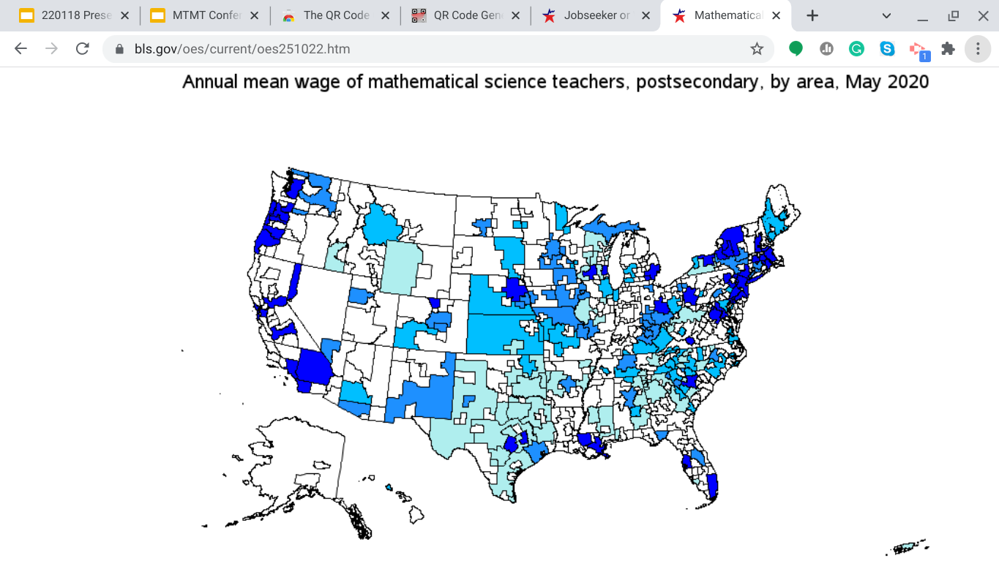 220118 Prese
MTMT Confer
The QR Code
QR Code Gene
Jobseeker or
Mathematical
bls.gov/oes/current/oes251022.htm
1
Annual mean wage of mathematical science teachers, postsecondary, by area, May 2020